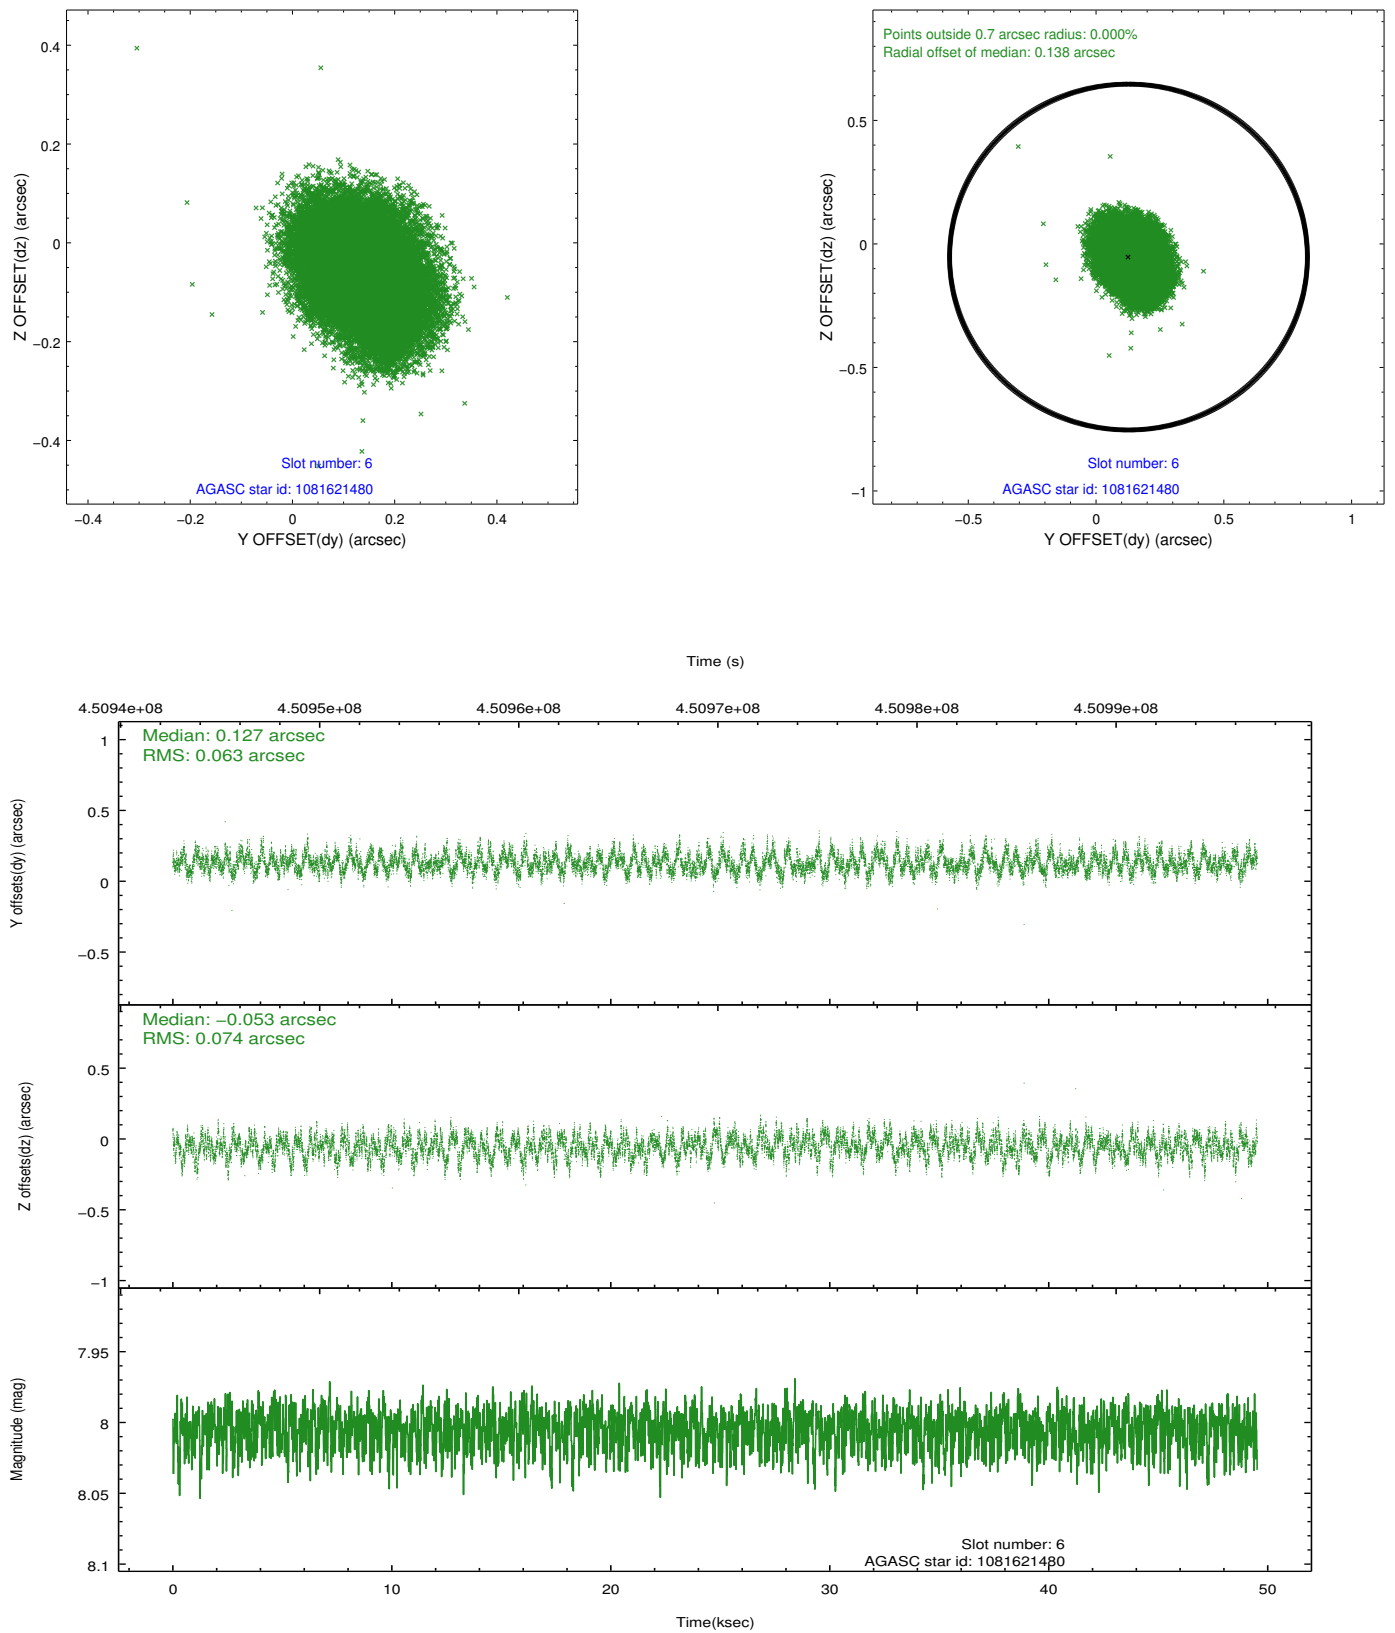 0.4
0.2
0
−0.2
−0.4
Z OFFSET(dz) (arcsec)
Slot number: 6
AGASC star id: 1081621480
−0.4 −0.2 0 0.2 0.4
Y OFFSET(dy) (arcsec)
Points outside 0.7 arcsec radius: 0.000%
Radial offset of median: 0.138 arcsec
0.5
0
−0.5
−1
Z OFFSET(dz) (arcsec)
Slot number: 6
AGASC star id: 1081621480
−0.5 0 0.5 1
Y OFFSET(dy) (arcsec)
Time (s)
4.5094e+08 4.5095e+08 4.5096e+08 4.5097e+08 4.5098e+08 4.5099e+08
Median: 0.127 arcsec
RMS: 0.063 arcsec
1
0.5
0
−0.5
Y offsets(dy) (arcsec)
Median: −0.053 arcsec
RMS: 0.074 arcsec
0.5
0
−0.5
−1
Z offsets(dz) (arcsec)
7.95
8
8.05
8.1
Magnitude (mag)
Slot number: 6
AGASC star id: 1081621480
0 10 20 30 40 50
Time(ksec)